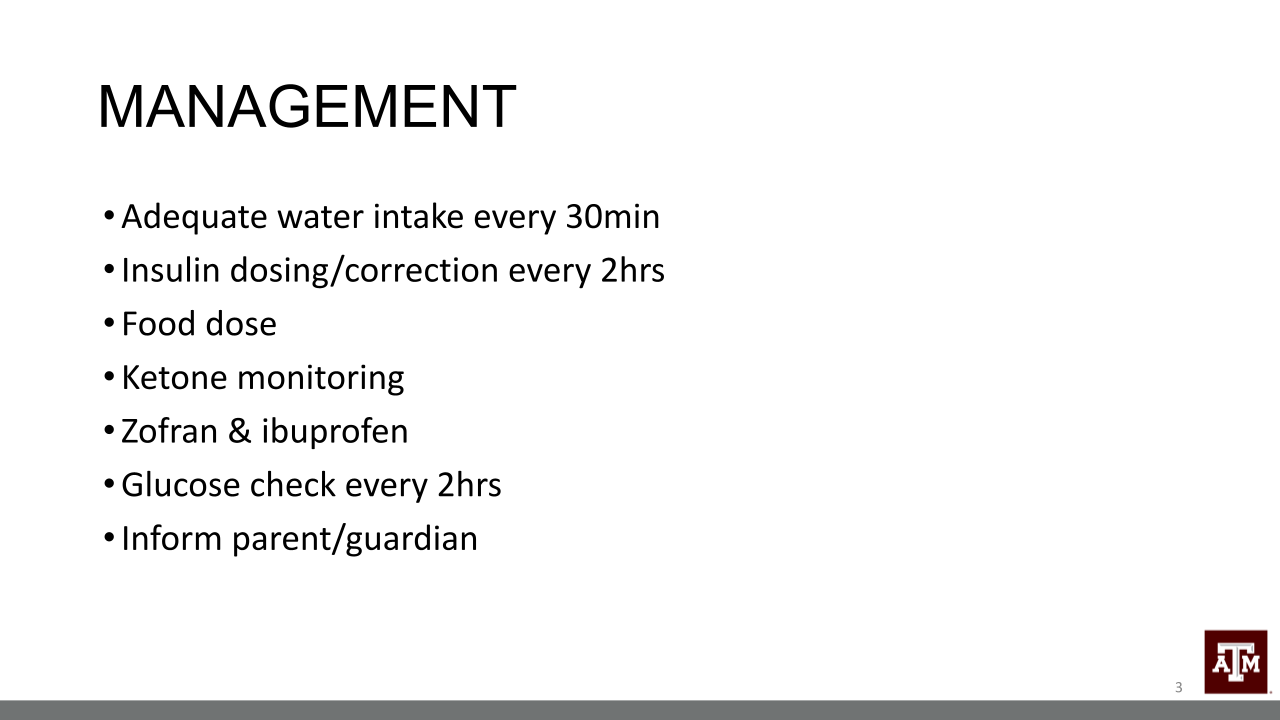 MANAGEMENT
•Adequate water intake every 30min
•Insulin dosing/correction every 2hrs
•Food dose
•Ketone monitoring
•Zofran & ibuprofen
•Glucose check every 2hrs
•Inform parent/guardian
3
ATM